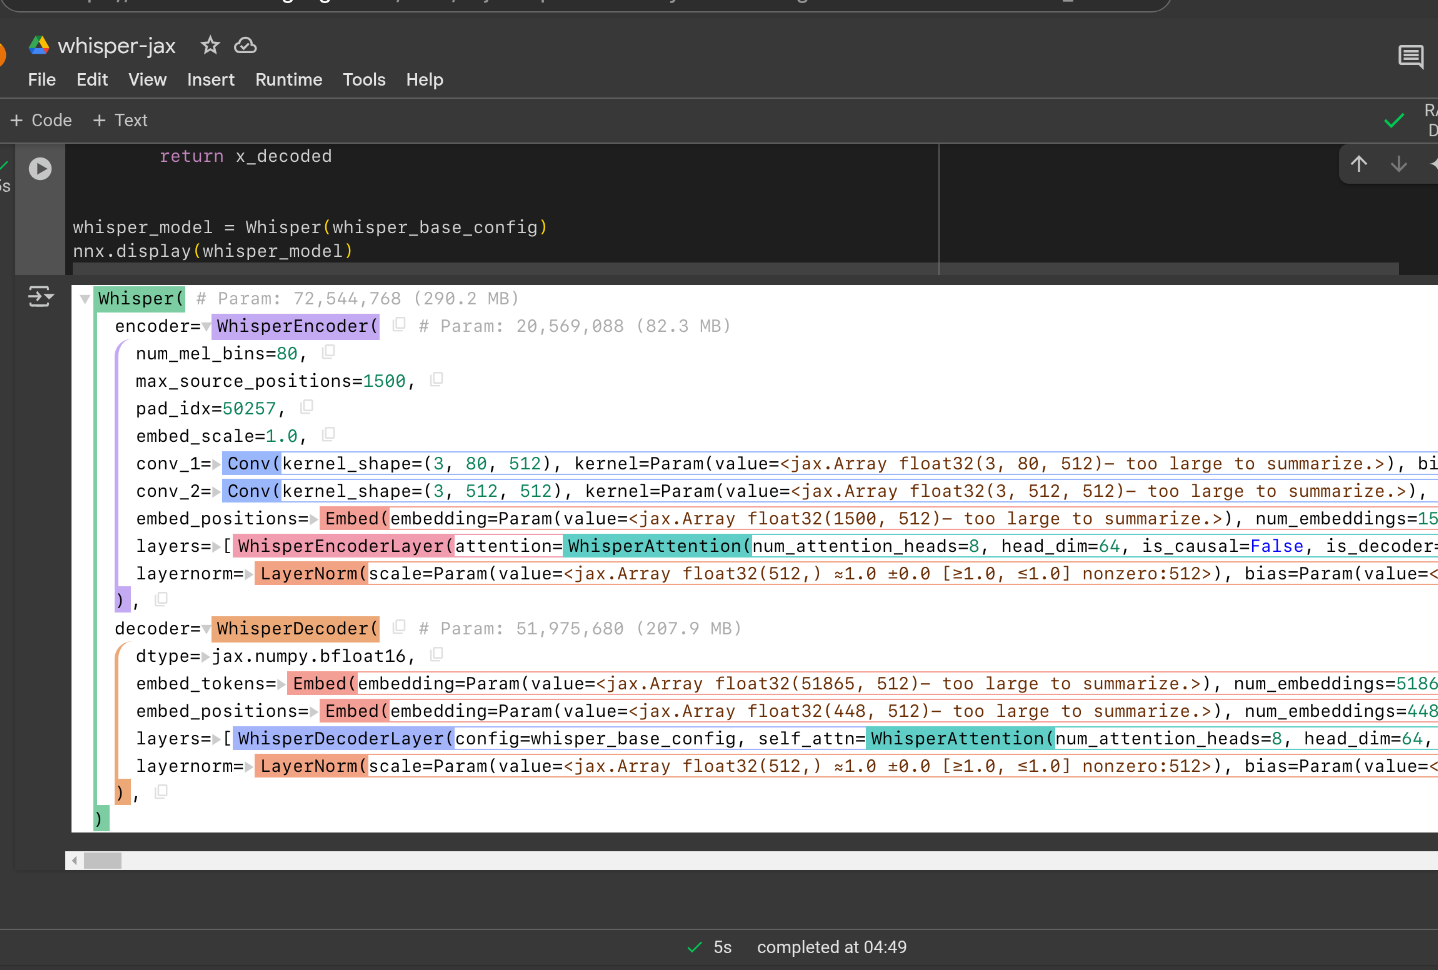 whisper-jax
File Edit View Insert Runtime Tools Help
+ Code + Text
return x_decoded
whisper_model = Whisper(whisper_base_config)
nnx.display(whisper_model)
Whisper( # Param: 72,544,768 (290.2 MB)
encoder=WhisperEncoder( # Param: 20,569,088 (82.3 MB)
num_mel_bins=80,
max_source_positions=1500,
pad_idx=50257,
embed_scale=1.0,
conv_1=Conv(kernel_shape=(3, 80, 512), kernel=Param(value=<jax.Array float32(3, 80, 512)– too large to summarize.>), bi
conv_2=Conv(kernel_shape=(3, 512, 512), kernel=Param(value=<jax.Array float32(3, 512, 512)– too large to summarize.>),
embed_positions=Embed(embedding=Param(value=<jax.Array float32(1500, 512)– too large to summarize.>), num_embeddings=15
layers=[WhisperEncoderLayer(attention=WhisperAttention(num_attention_heads=8, head_dim=64, is_causal=False, is_decoder=
layernorm=LayerNorm(scale=Param(value=<jax.Array float32(512,) ≈1.0 ±0.0 [≥1.0, ≤1.0] nonzero:512>), bias=Param(value=<
),
decoder=WhisperDecoder( # Param: 51,975,680 (207.9 MB)
dtype=jax.numpy.bfloat16,
embed_tokens=Embed(embedding=Param(value=<jax.Array float32(51865, 512)– too large to summarize.>), num_embeddings=5186
embed_positions=Embed(embedding=Param(value=<jax.Array float32(448, 512)– too large to summarize.>), num_embeddings=448
layers=[WhisperDecoderLayer(config=whisper_base_config, self_attn=WhisperAttention(num_attention_heads=8, head_dim=64,
layernorm=LayerNorm(scale=Param(value=<jax.Array float32(512,) ≈1.0 ±0.0 [≥1.0, ≤1.0] nonzero:512>), bias=Param(value=<
),
)
5s completed at 04:49